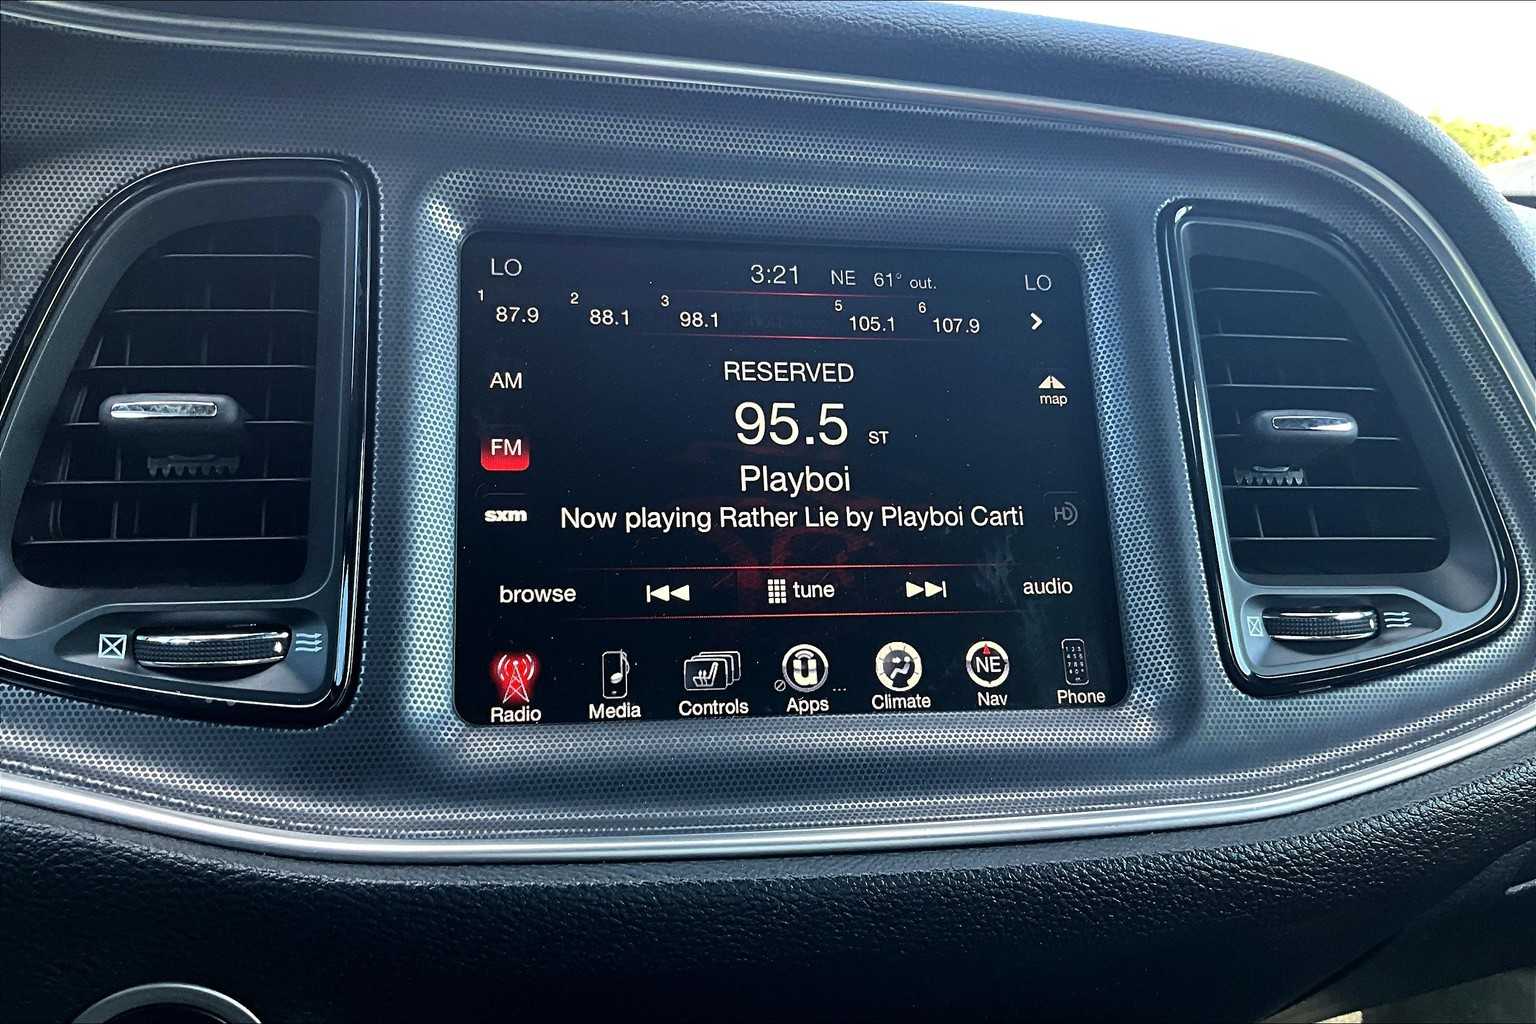 LO 3:21 NE 61° out. LO
1 87.9 2 88.1 3 98.1 5 105.1 6 107.9
RESERVED
AM
map
95.5 ST
FM
Playboi
sxm Now playing Rather Lie by Playboi Carti HD
browse tune audio
NE
Radio Media Controls Apps Climate Nav Phone